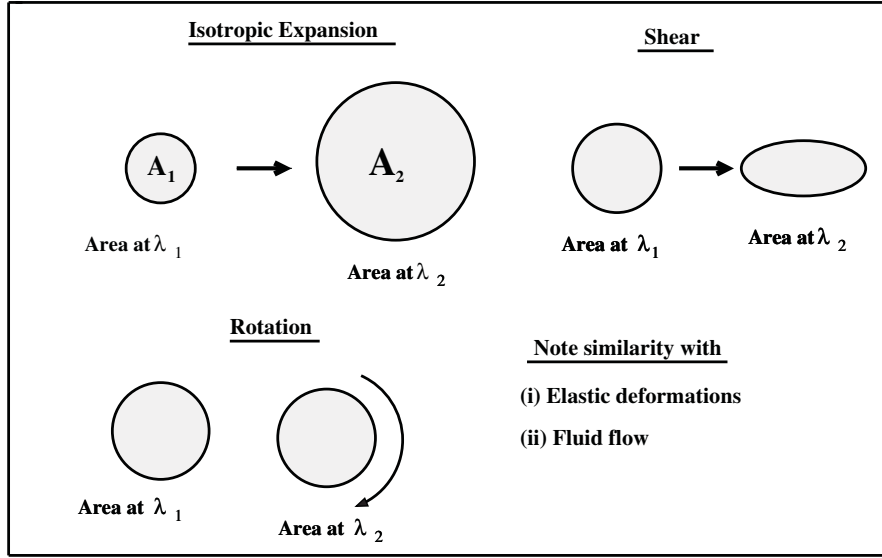 Isotropic Expansion
Shear
A₁
A₂
Area at λ₁
Area at λ₂
Area at λ₁
Area at λ₂
Rotation
Area at λ₁
Area at λ₂
Note similarity with
(i) Elastic deformations
(ii) Fluid flow